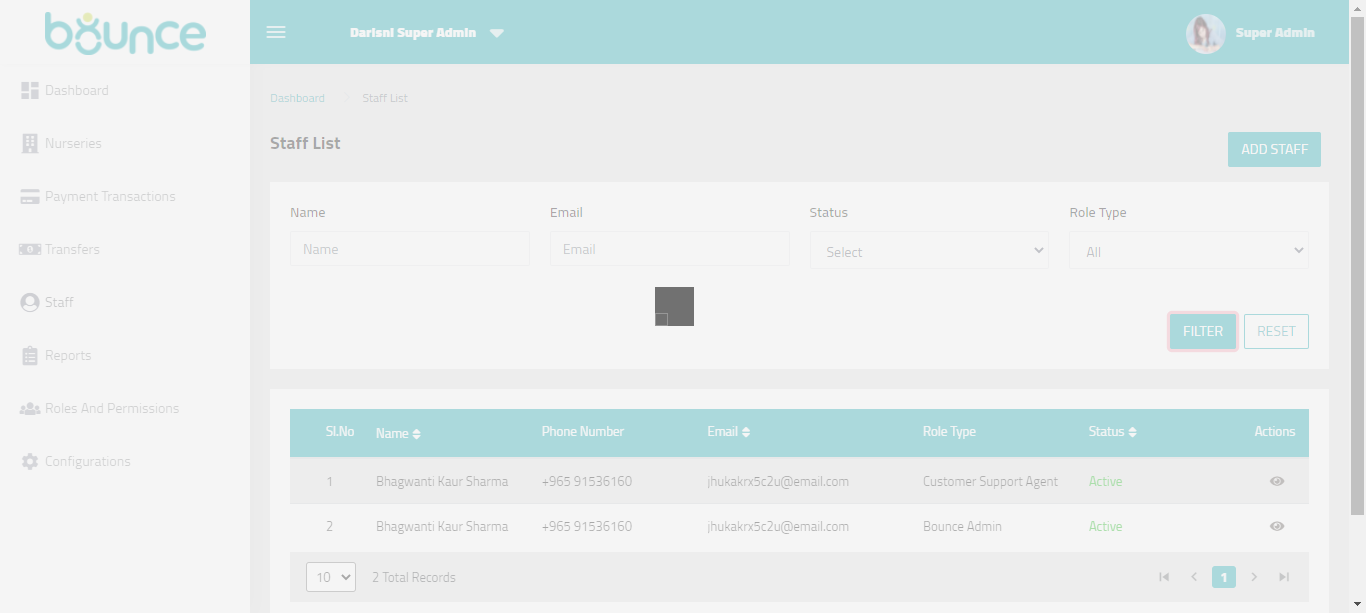 bounce
Darisni Super Admin
Super Admin
Dashboard
Nurseries
Payment Transactions
Transfers
Staff
Reports
Roles And Permissions
Configurations
Dashboard Staff List
Staff List
ADD STAFF
Name Email Status Role Type
Name Email Select All
FILTER RESET
Sl.No Name Phone Number Email Role Type Status Actions
1 Bhagwanti Kaur Sharma +965 91536160 jhukakrx5c2u@email.com Customer Support Agent Active
2 Bhagwanti Kaur Sharma +965 91536160 jhukakrx5c2u@email.com Bounce Admin Active
10 2 Total Records 1